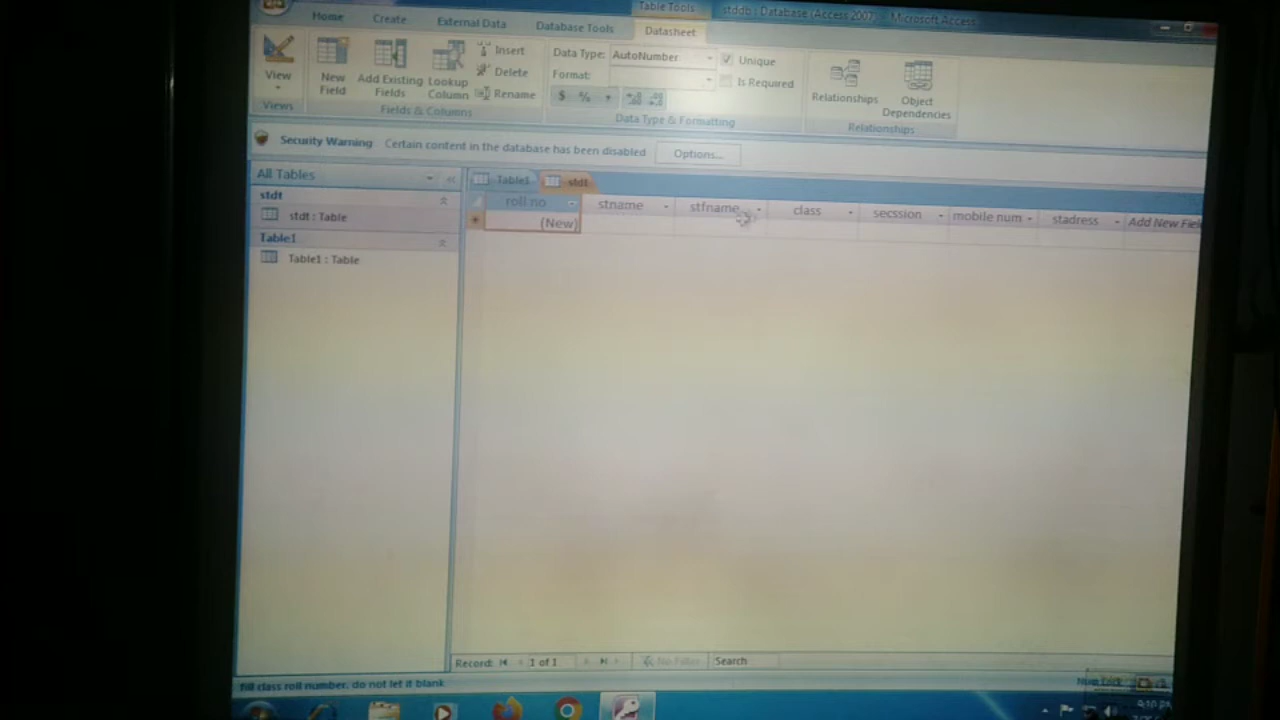 Table Tools
stddb : Database (Access 2007) - Microsoft Access
Home Create External Data Database Tools Datasheet
View
New Field
Add Existing Fields
Lookup Column
Insert
Delete
Rename
Data Type: AutoNumber
Format:
$ %
Unique
Is Required
Relationships
Object Dependencies
Views
Fields & Columns
Data Type & Formatting
Relationships
Security Warning Certain content in the database has been disabled Options...
All Tables
stdt
stdt : Table
Table1
Table1 : Table
Table1 stdt
roll no stname stfname class secssion mobile num stadress Add New Fiel
(New)
Record: 1 of 1 No Filter Search
fill class roll number, do not let it blank
Num Lock